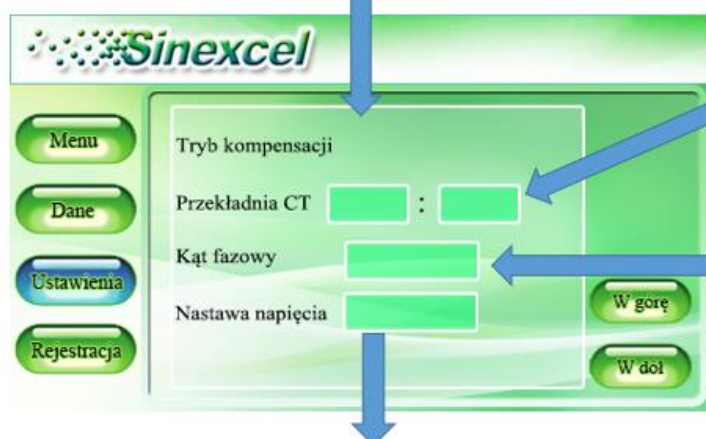 Sinexcel
Menu
Dane
Ustawienia
Rejestracja
Tryb kompensacji
Przekładnia CT :
Kąt fazowy
Nastawa napięcia
W górę
W dół